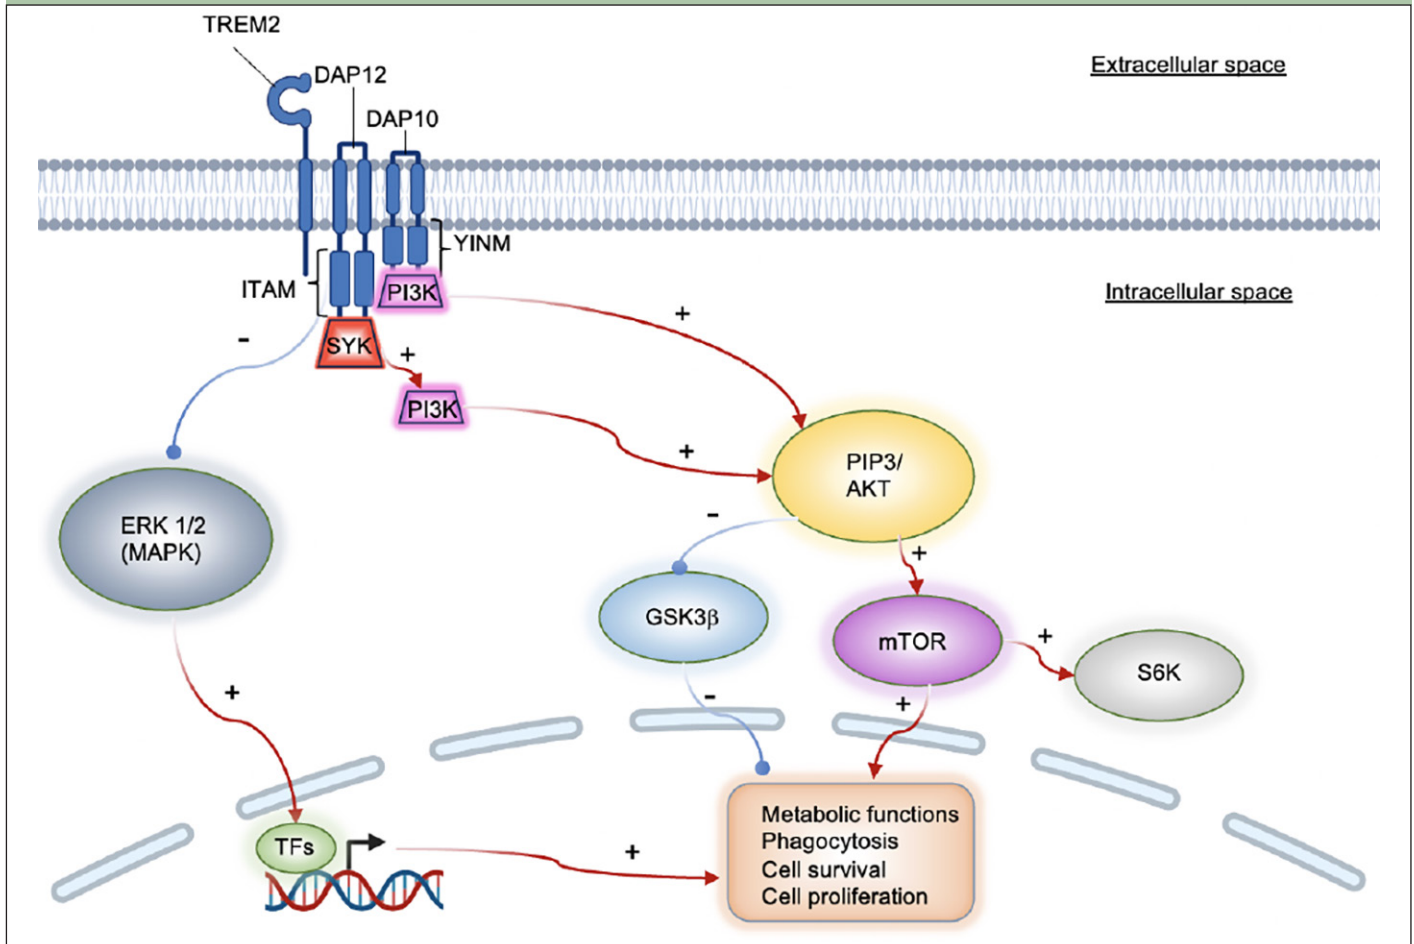 TREM2
DAP12
DAP10
Extracellular space
YINM
ITAM
PI3K
Intracellular space
+
-
SYK
+
PI3K
+
PIP3/
AKT
-
ERK 1/2
(MAPK)
+
GSK3β
mTOR
+
S6K
+
-
+
TFs
+
Metabolic functions
Phagocytosis
Cell survival
Cell proliferation